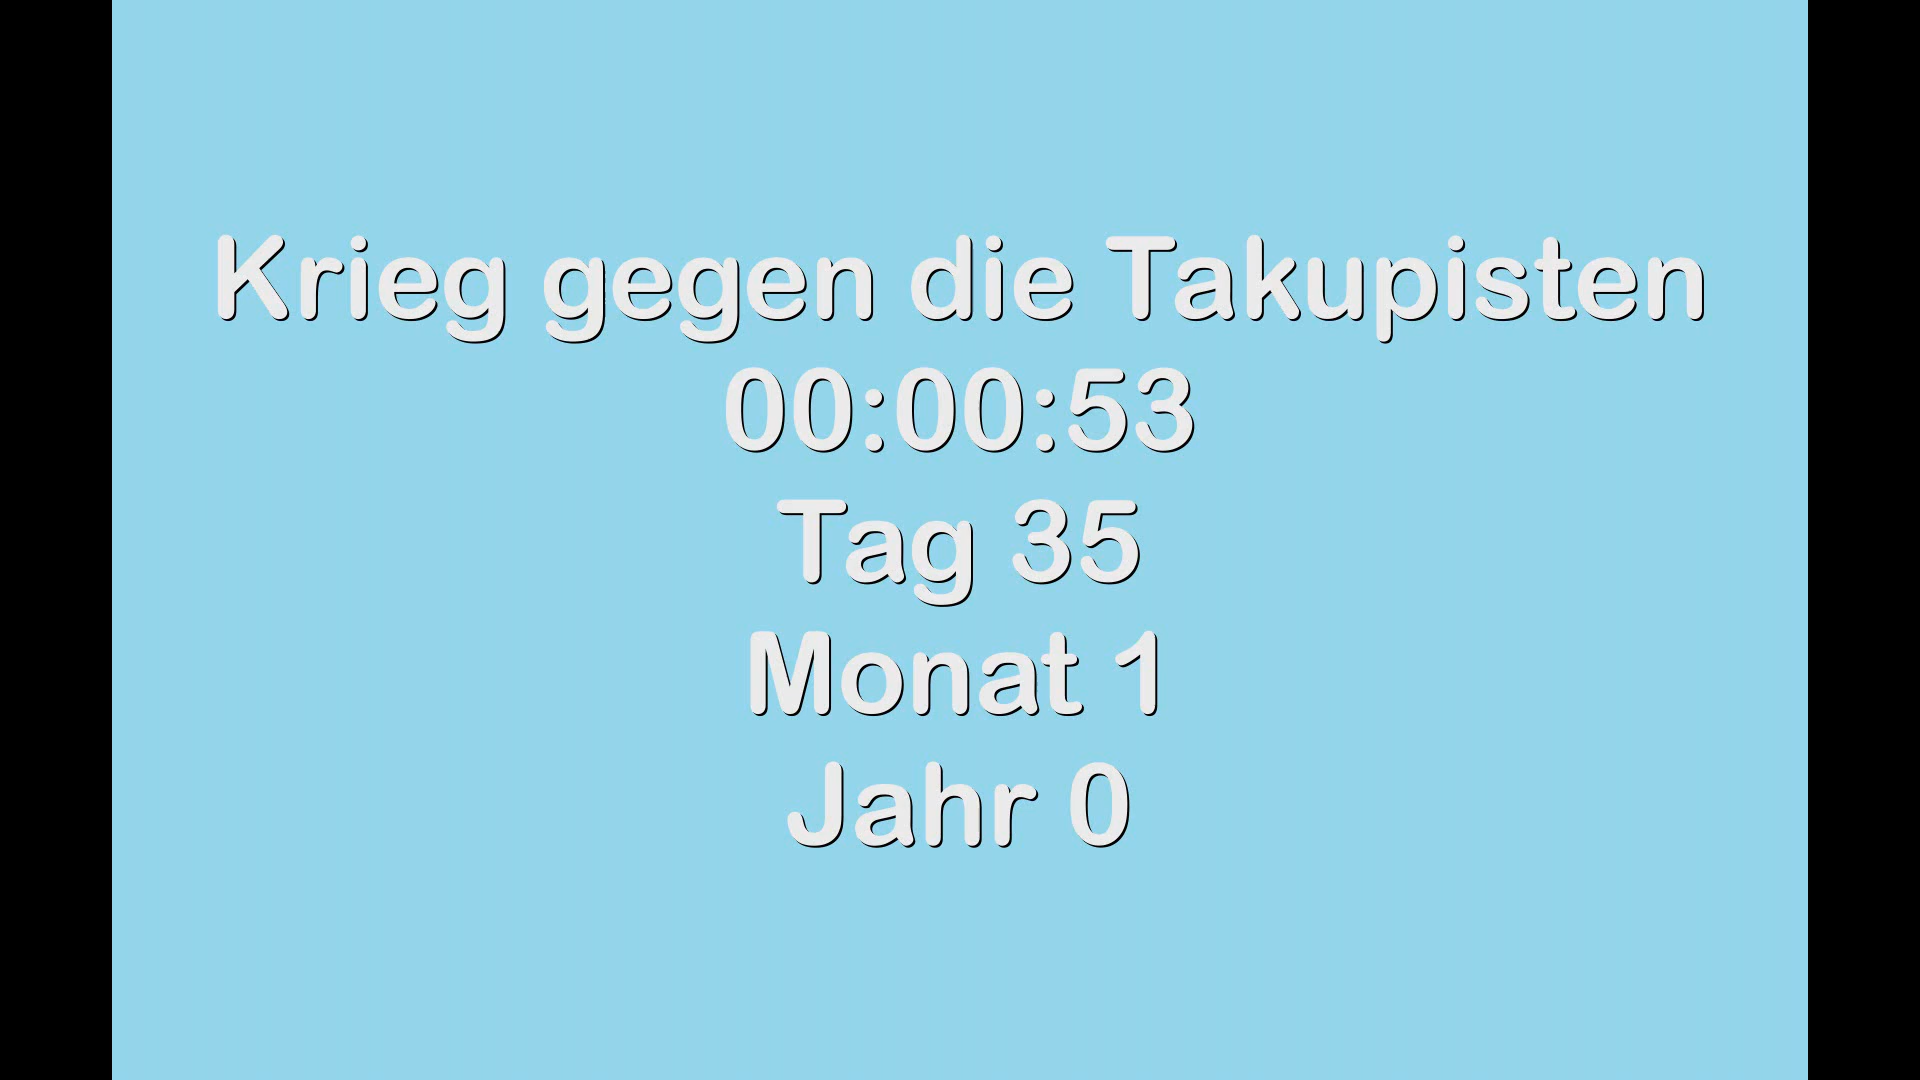 Krieg gegen die Takupisten
00:00:53
Tag 35
Monat 1
Jahr 0